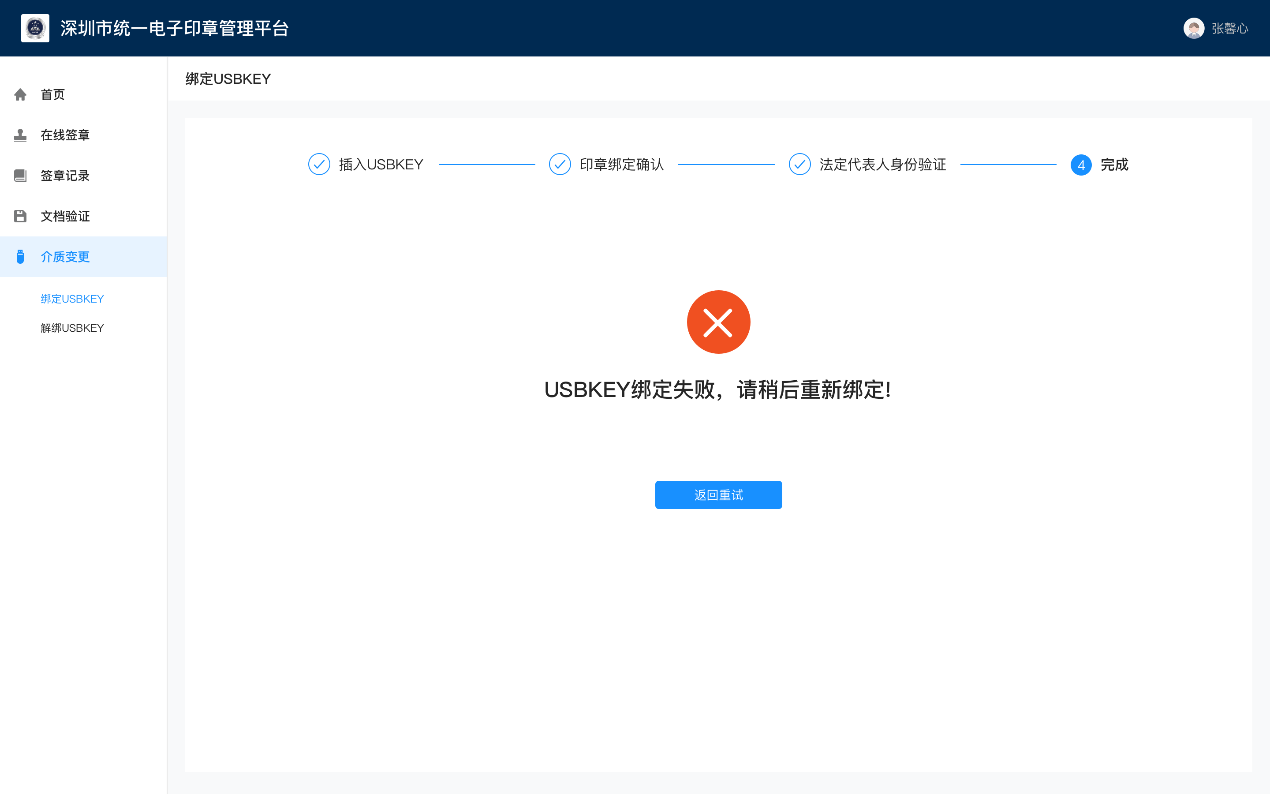 深圳市统一电子印章管理平台
张馨心
首页
在线签章
签章记录
文档验证
介质变更
绑定USBKEY
解绑USBKEY
绑定USBKEY
插入USBKEY
印章绑定确认
法定代表人身份验证
4 完成
USBKEY绑定失败，请稍后重新绑定!
返回重试